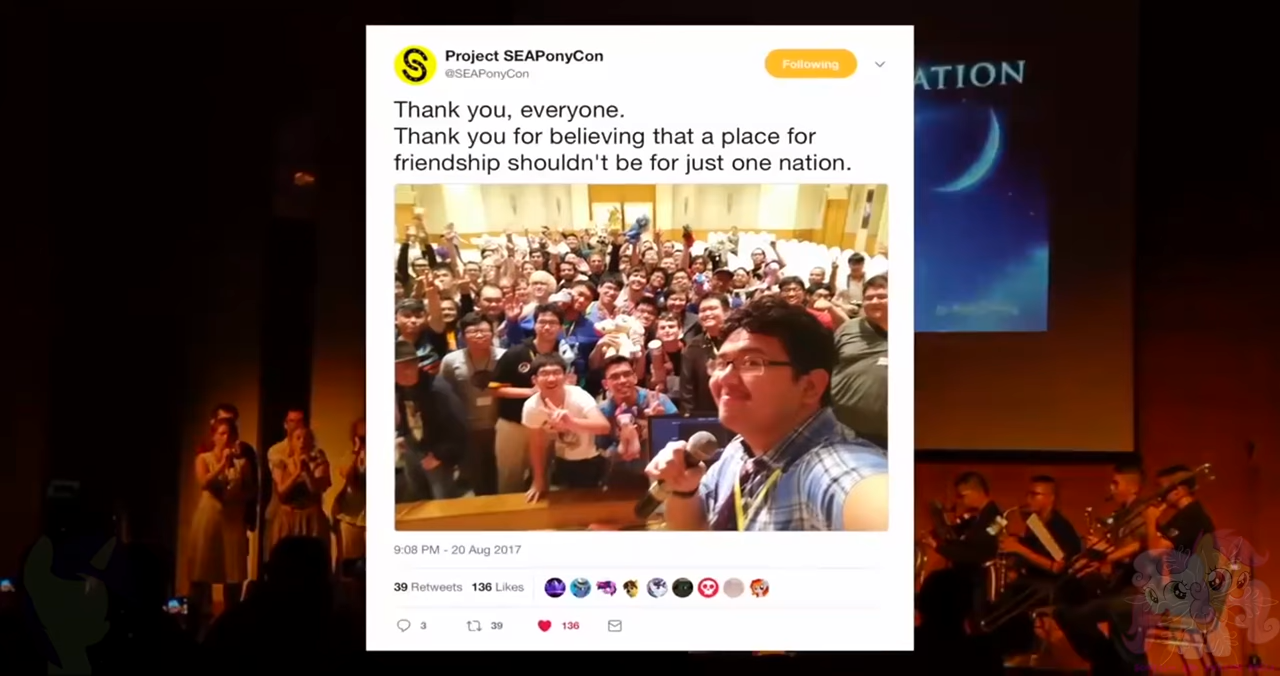 Project SEAPonyCon
@SEAPonyCon
Following
Thank you, everyone.
Thank you for believing that a place for
friendship shouldn't be for just one nation.
ATION
9:08 PM - 20 Aug 2017
39 Retweets 136 Likes
3 39 136